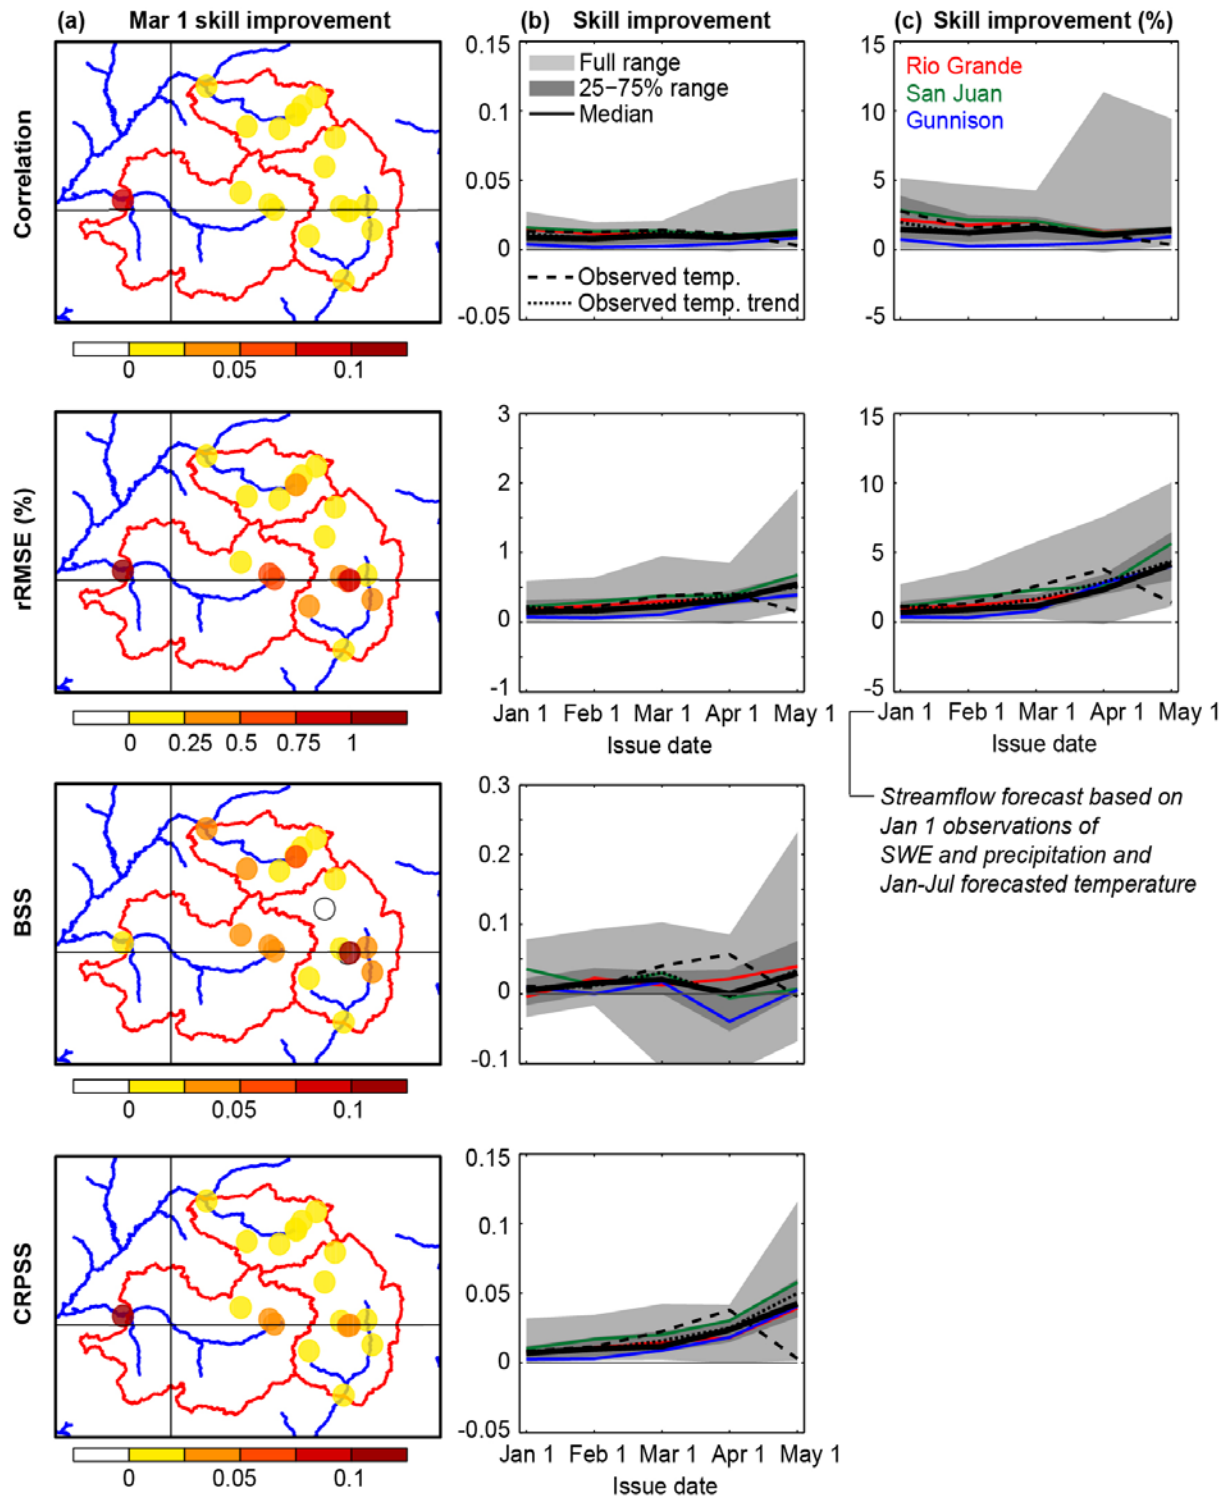 (a) Mar 1 skill improvement
(b) Skill improvement
(c) Skill improvement (%)
Correlation
0 0.05 0.1
0.15
0.1
0.05
0
-0.05
Full range
25–75% range
Median
Observed temp.
Observed temp. trend
15
10
5
0
-5
Rio Grande
San Juan
Gunnison
rRMSE (%)
0 0.25 0.5 0.75 1
3
2
1
0
-1
Jan 1 Feb 1 Mar 1 Apr 1 May 1
Issue date
15
10
5
0
-5
Jan 1 Feb 1 Mar 1 Apr 1 May 1
Issue date
Streamflow forecast based on
Jan 1 observations of
SWE and precipitation and
Jan-Jul forecasted temperature
BSS
0 0.05 0.1
0.3
0.2
0.1
0
-0.1
CRPSS
0 0.05 0.1
0.15
0.1
0.05
0
-0.05
Jan 1 Feb 1 Mar 1 Apr 1 May 1
Issue date